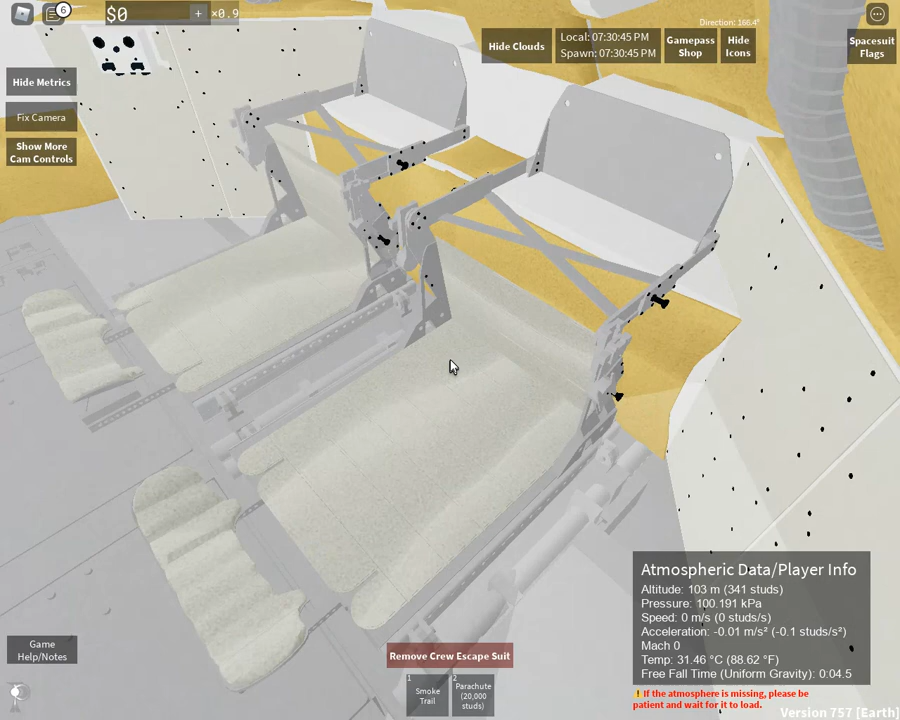 6
$0
+
×0.9
Direction: 166.4°
Hide Clouds
Local: 07:30:45 PM
Spawn: 07:30:45 PM
Gamepass
Shop
Hide
Icons
Spacesuit
Flags
Hide Metrics
Fix Camera
Show More
Cam Controls
Atmospheric Data/Player Info
Altitude: 103 m (341 studs)
Pressure: 100.191 kPa
Speed: 0 m/s (0 studs/s)
Acceleration: -0.01 m/s² (-0.1 studs/s²)
Mach 0
Temp: 31.46 °C (88.62 °F)
Free Fall Time (Uniform Gravity): 0:04.5
⚠️If the atmosphere is missing, please be
patient and wait for it to load.
Version 757 [Earth]
Game
Help/Notes
Remove Crew Escape Suit
1
Smoke
Trail
2
Parachute
(20,000
studs)